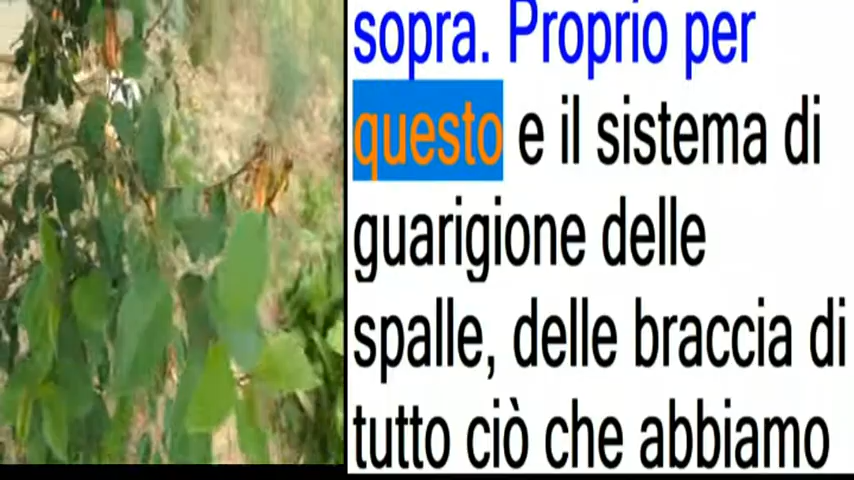 sopra. Proprio per
questo e il sistema di
guarigione delle
spalle, delle braccia di
tutto ciò che abbiamo